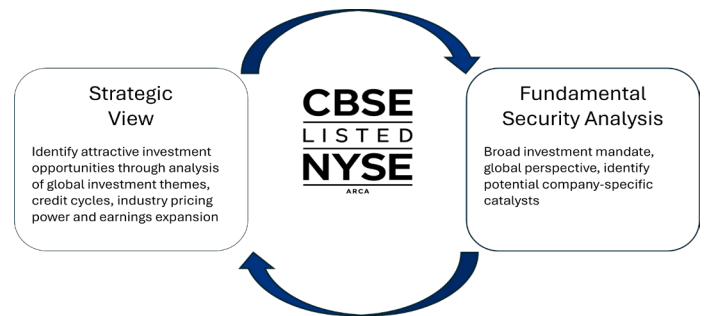 Strategic
View
Identify attractive investment
opportunities through analysis
of global investment themes,
credit cycles, industry pricing
power and earnings expansion
CBSE
LISTED
NYSE
ARCA
Fundamental
Security Analysis
Broad investment mandate,
global perspective, identify
potential company-specific
catalysts